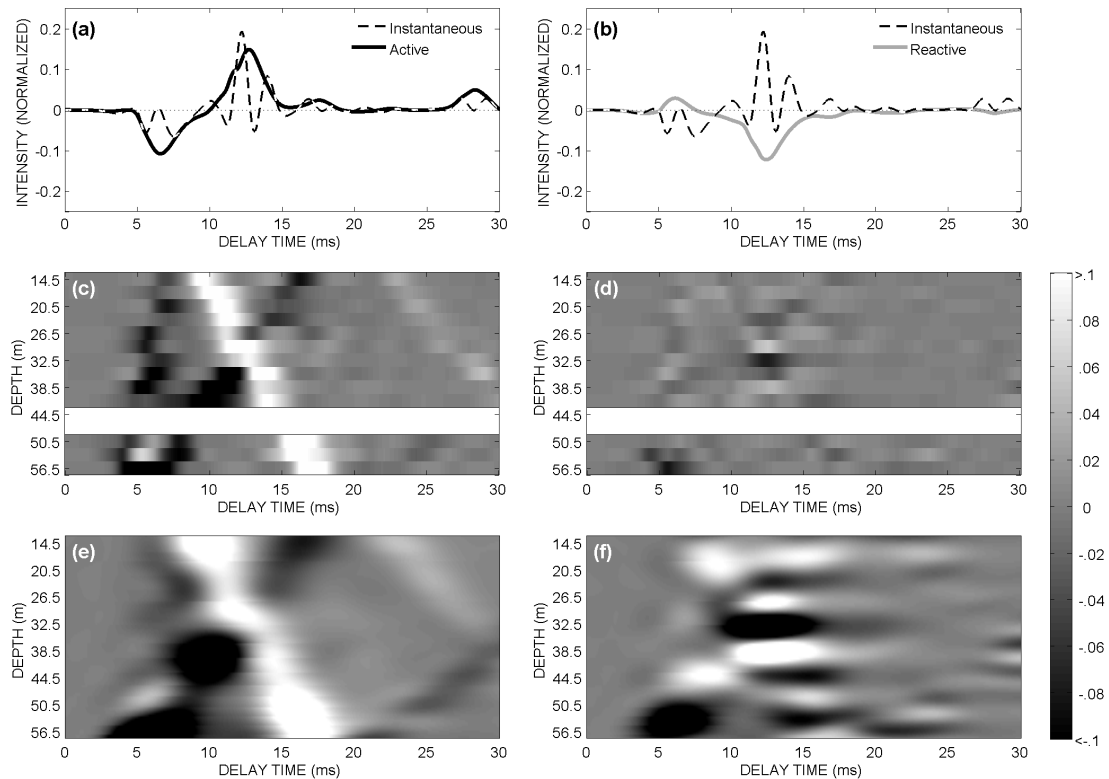 (a)
Instantaneous
Active
0.2
0.1
0
-0.1
-0.2
INTENSITY (NORMALIZED)
0 5 10 15 20 25 30
DELAY TIME (ms)
(b)
Instantaneous
Reactive
0.2
0.1
0
-0.1
-0.2
INTENSITY (NORMALIZED)
0 5 10 15 20 25 30
DELAY TIME (ms)
(c)
14.5
20.5
26.5
32.5
38.5
44.5
50.5
56.5
DEPTH (m)
0 5 10 15 20 25 30
DELAY TIME (ms)
(d)
14.5
20.5
26.5
32.5
38.5
44.5
50.5
56.5
DEPTH (m)
0 5 10 15 20 25 30
DELAY TIME (ms)
(e)
14.5
20.5
26.5
32.5
38.5
44.5
50.5
56.5
DEPTH (m)
0 5 10 15 20 25 30
DELAY TIME (ms)
(f)
14.5
20.5
26.5
32.5
38.5
44.5
50.5
56.5
DEPTH (m)
0 5 10 15 20 25 30
DELAY TIME (ms)
>.1
.08
.06
.04
.02
0
-.02
-.04
-.06
-.08
<-.1